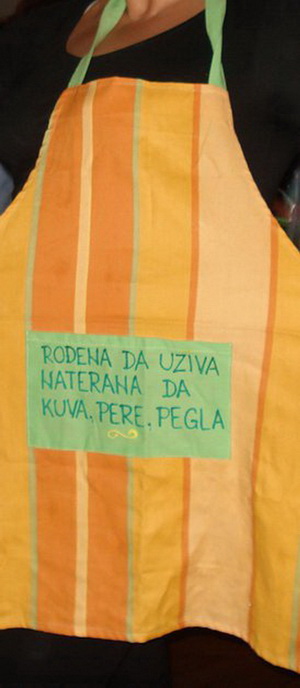 RODENA DA UZIVA
NATERANA DA
KUVA, PERE, PEGLA